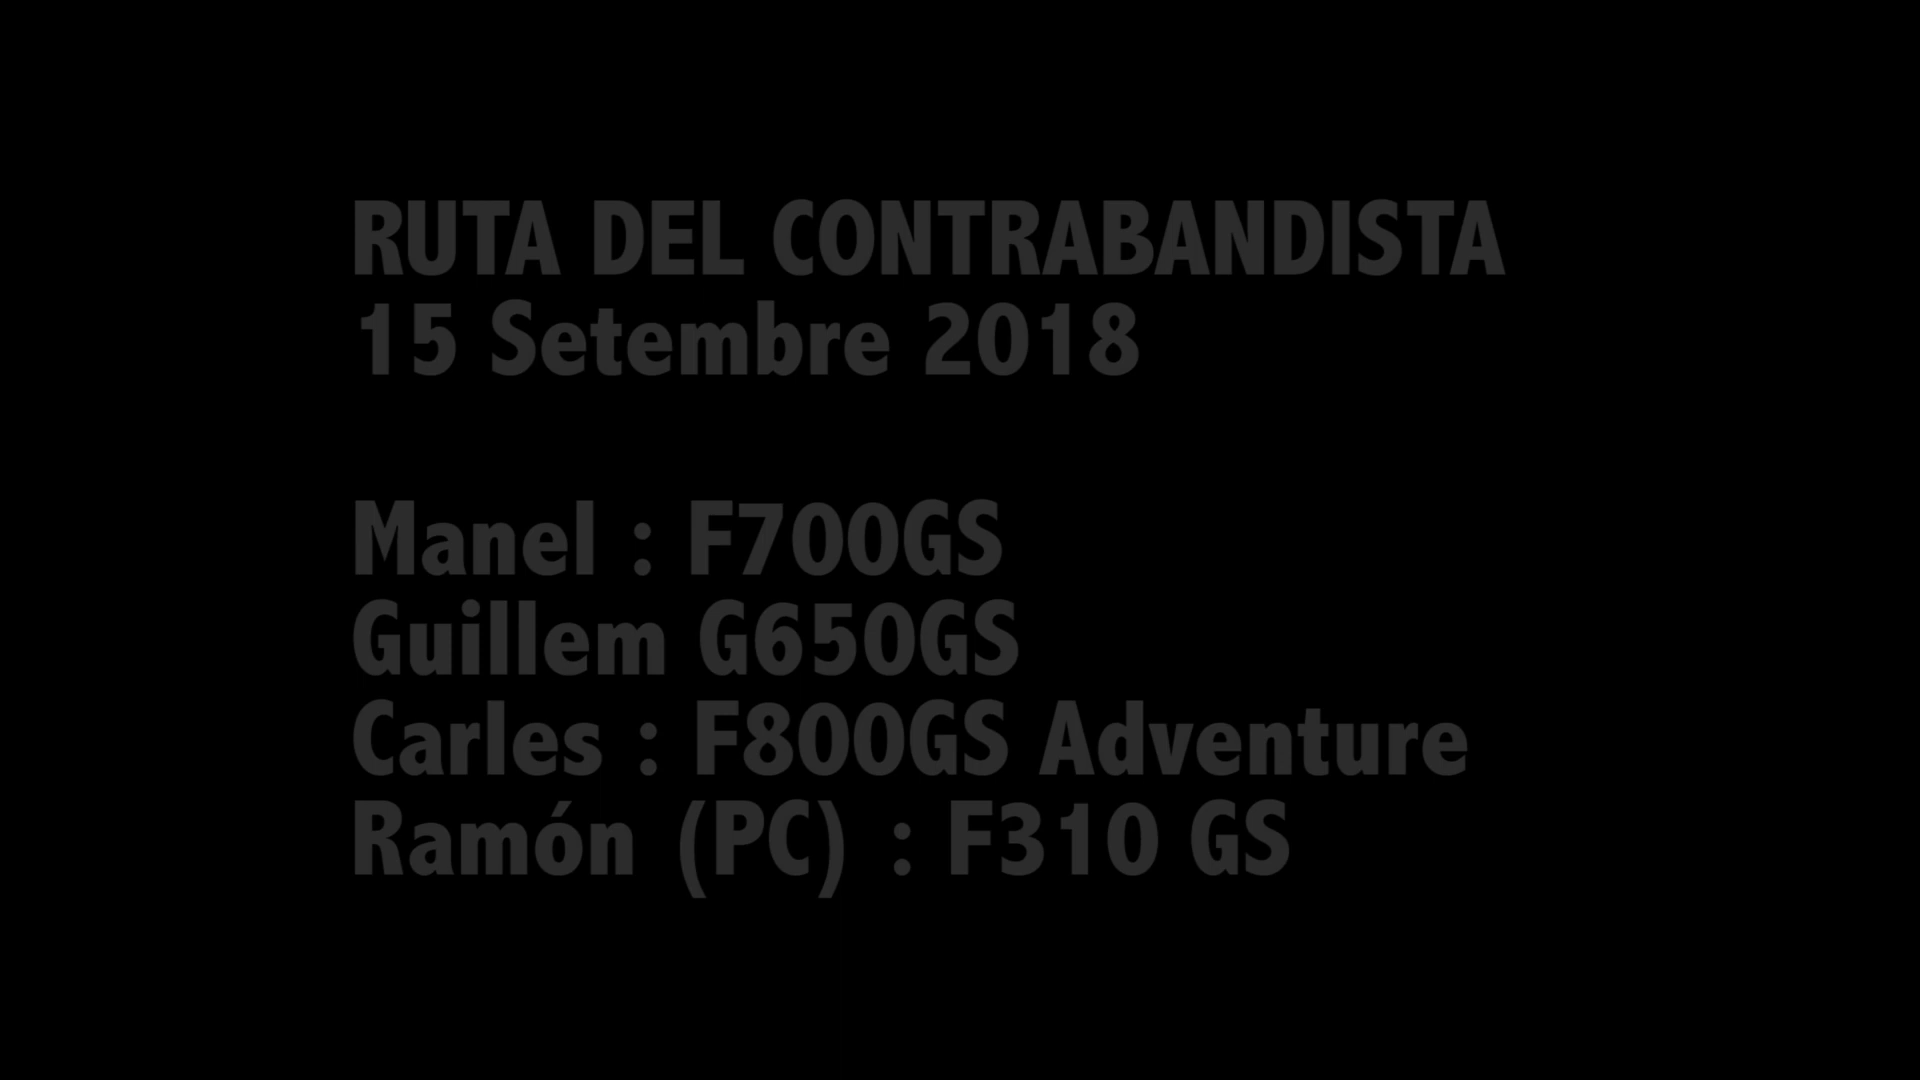 RUTA DEL CONTRABANDISTA
15 Setembre 2018
Manel : F700GS
Guillem G650GS
Carles : F800GS Adventure
Ramón (PC) : F310 GS